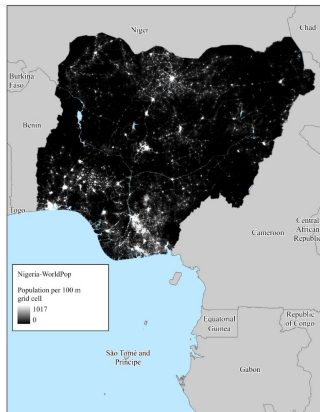 Niger
Chad
Burkina
Faso
Benin
Togo
Cameroon
Central
African
Republic
Nigeria-WorldPop
Population per 100 m
grid cell
1017
0
Equatorial
Guinea
Republic
of Congo
São Tomé and
Príncipe
Gabon